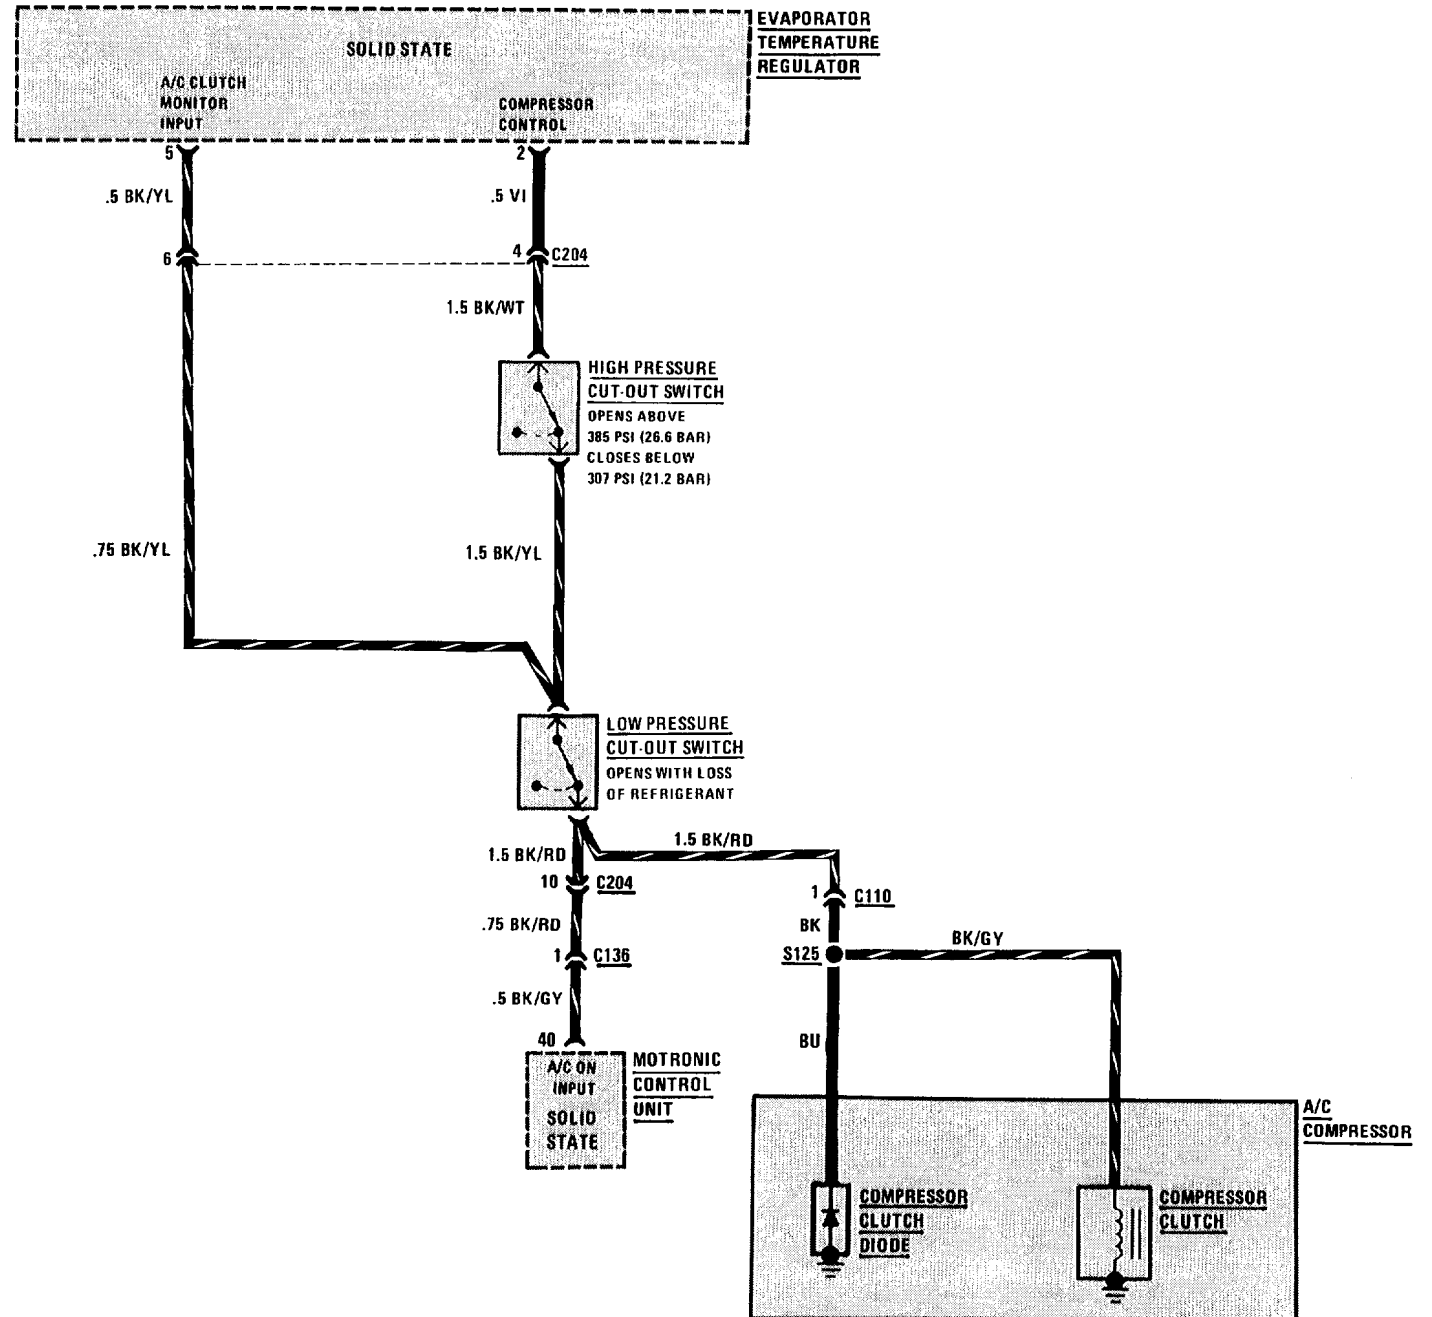 EVAPORATOR
TEMPERATURE
REGULATOR
SOLID STATE
A/C CLUTCH
MONITOR
INPUT
COMPRESSOR
CONTROL
5
2
.5 BK/YL
.5 VI
6
4
C204
1.5 BK/WT
HIGH PRESSURE
CUT-OUT SWITCH
OPENS ABOVE
385 PSI (26.6 BAR)
CLOSES BELOW
307 PSI (21.2 BAR)
.75 BK/YL
1.5 BK/YL
LOW PRESSURE
CUT-OUT SWITCH
OPENS WITH LOSS
OF REFRIGERANT
1.5 BK/RD
1.5 BK/RD
10
C204
1
C110
.75 BK/RD
BK
BK/GY
1
C136
S125
.5 BK/GY
BU
40
A/C ON
INPUT
SOLID
STATE
MOTRONIC
CONTROL
UNIT
A/C
COMPRESSOR
COMPRESSOR
CLUTCH
DIODE
COMPRESSOR
CLUTCH